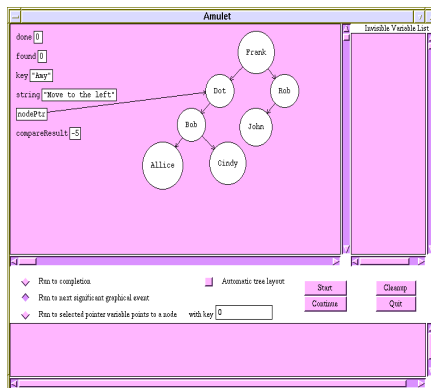 Amulet
Invisible Variable List
done 0
found 0
key "Amy"
string "Move to the left"
nodePtr
compareResult -5
Frank
Dot
Rob
Bob
John
Allice
Cindy
Run to completion
Automatic tree layout
Start
Cleanup
Run to next significant graphical event
Continue
Quit
Run to selected pointer variable points to a node with key 0